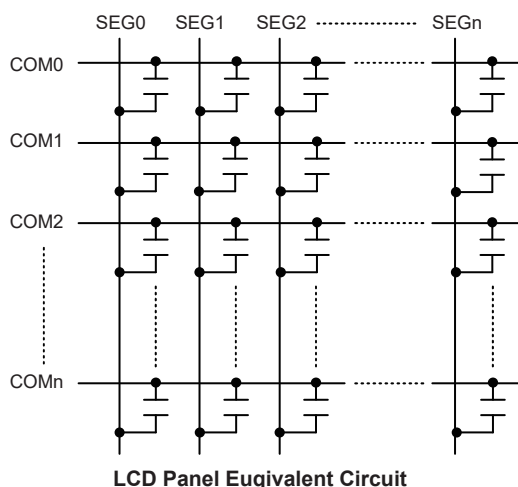 SEG0 SEG1 SEG2 SEGn
COM0
COM1
COM2
COMn
LCD Panel Euqivalent Circuit